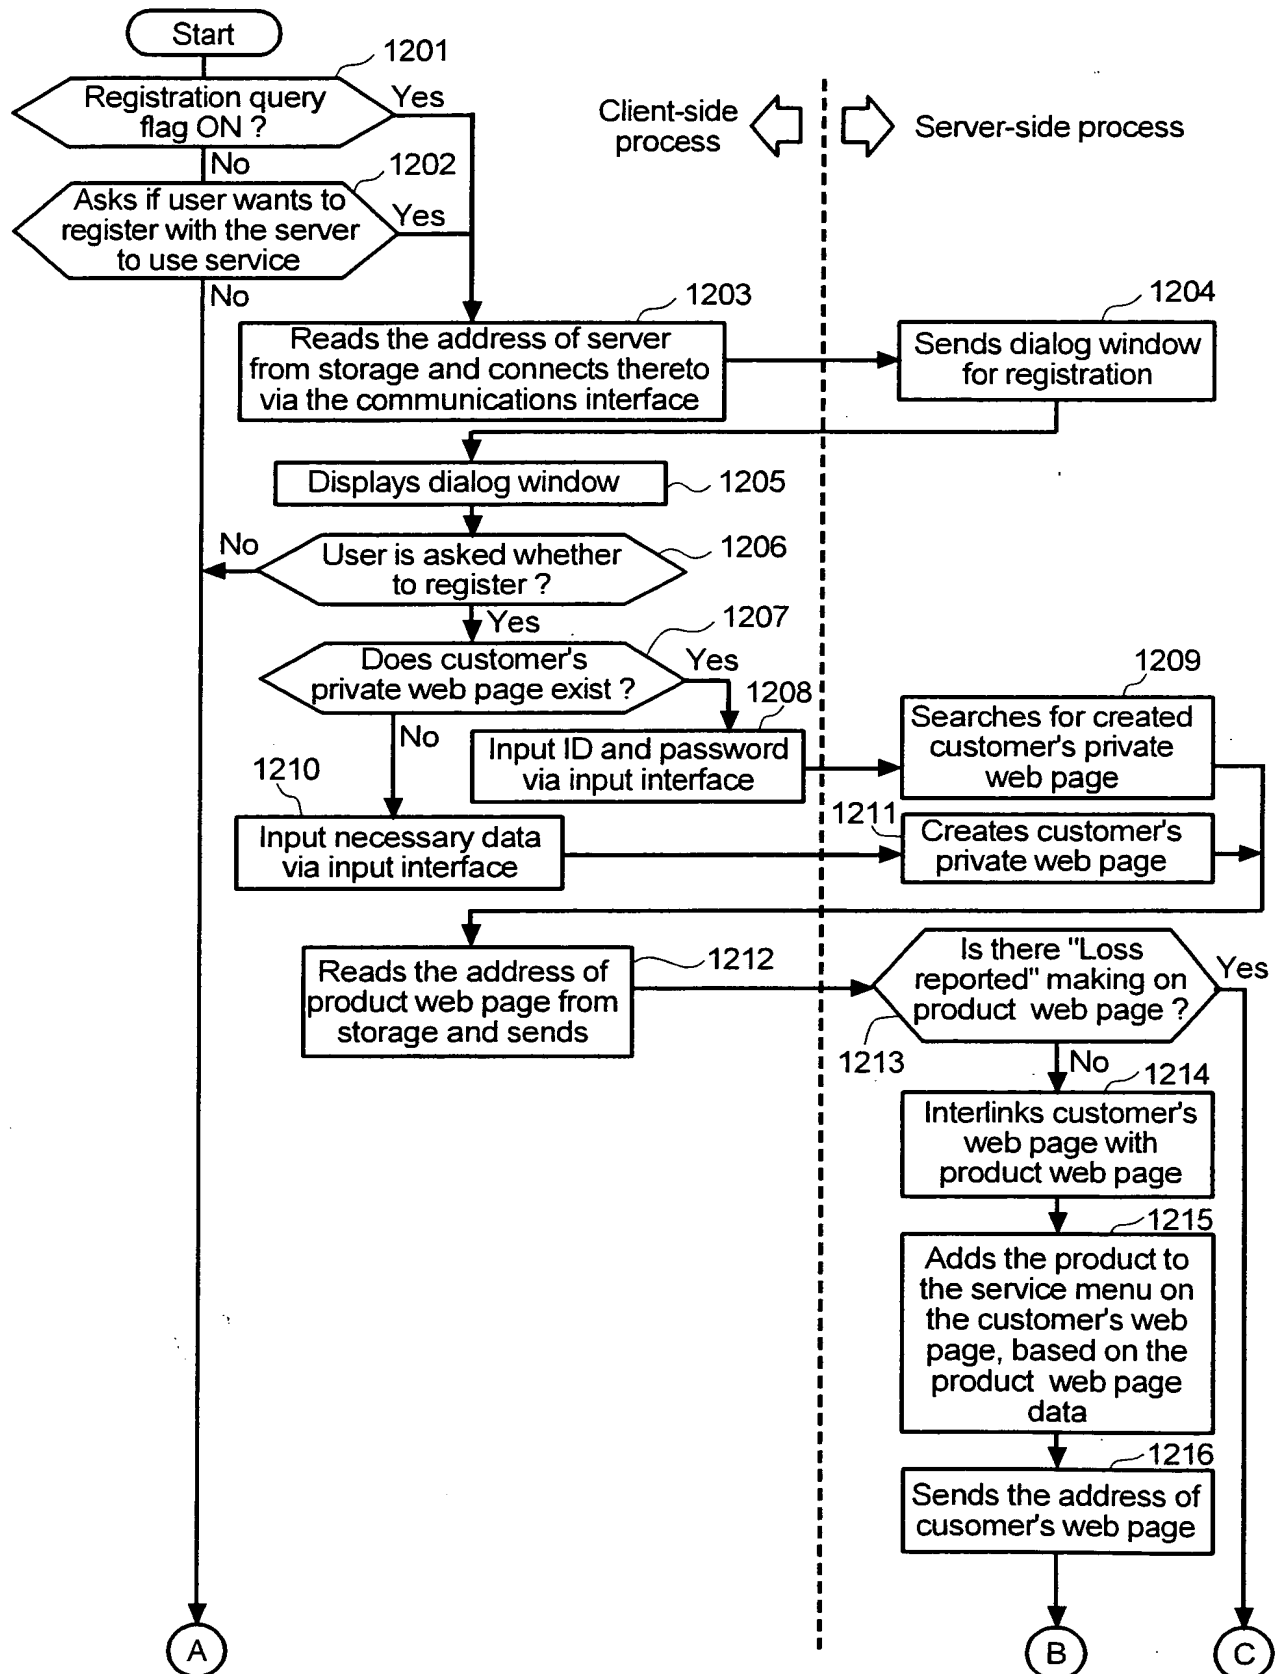 Start
1201
Registration query
flag ON ?
Yes
No
Client-side
process
Server-side process
1202
Asks if user wants to
register with the server
to use service
Yes
No
1203
Reads the address of server
from storage and connects thereto
via the communications interface
1204
Sends dialog window
for registration
Displays dialog window
1205
No
User is asked whether
to register ?
1206
Yes
1207
Does customer's
private web page exist ?
Yes
No
1208
Input ID and password
via input interface
1209
Searches for created
customer's private
web page
1210
Input necessary data
via input interface
1211
Creates customer's
private web page
Reads the address of
product web page from
storage and sends
1212
Is there "Loss
reported" making on
product web page ?
Yes
1213
No
1214
Interlinks customer's
web page with
product web page
1215
Adds the product to
the service menu on
the customer's web
page, based on the
product web page
data
1216
Sends the address of
cusomer's web page
A
B
C